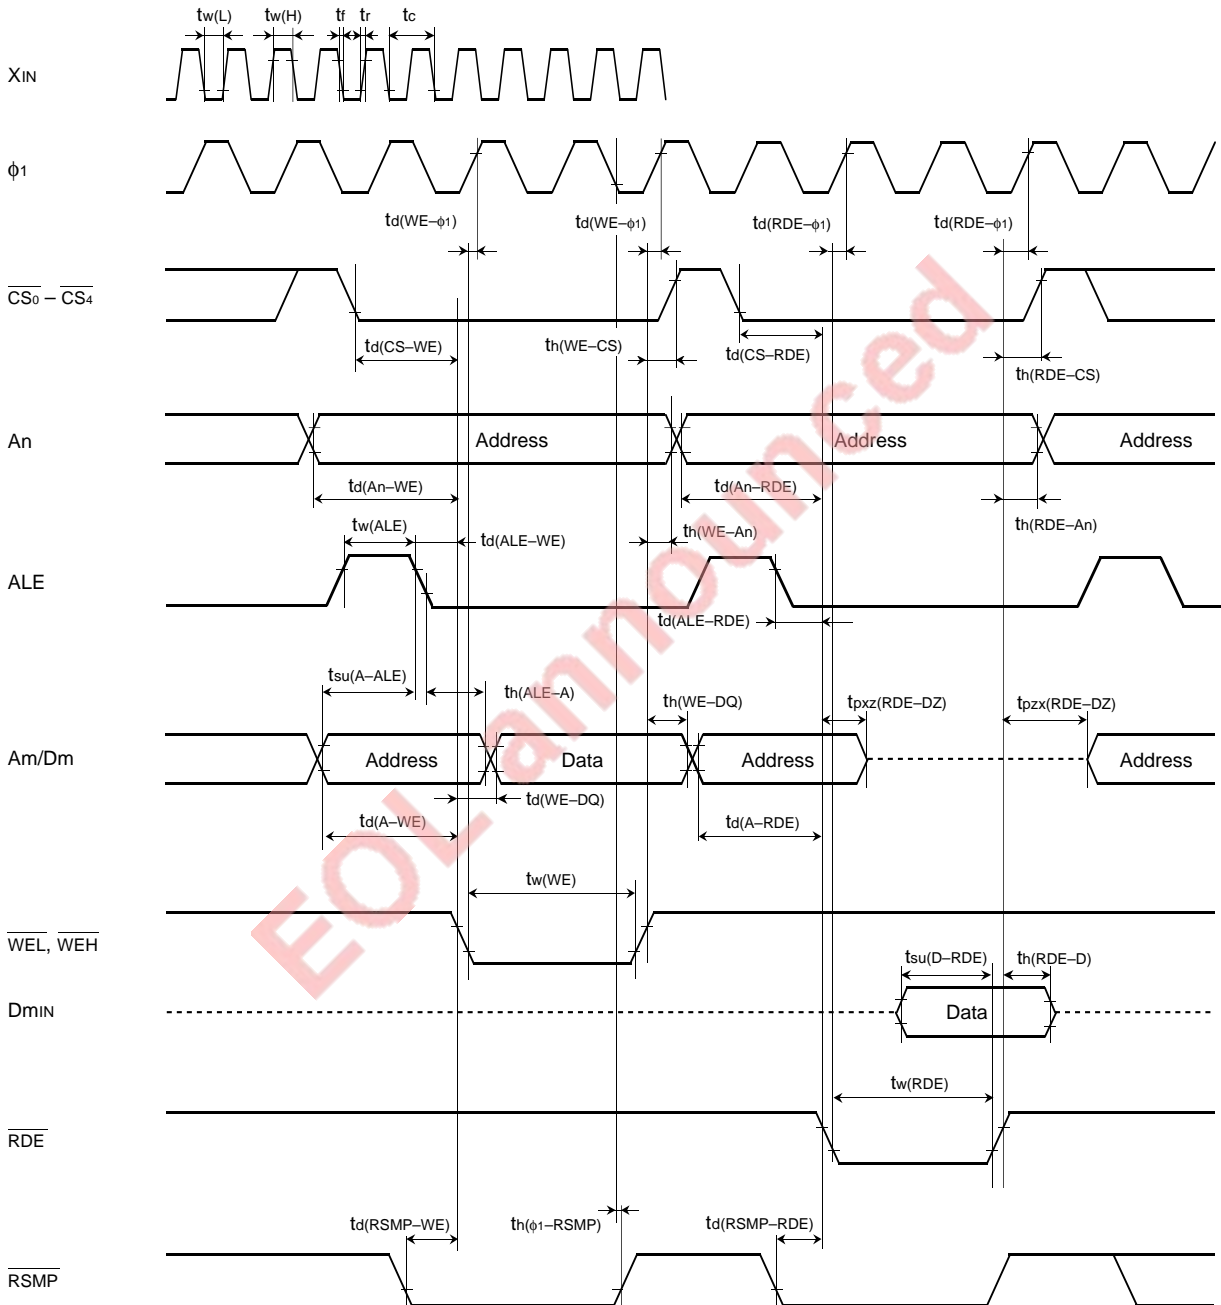 tw(L) tw(H) tf tr tc
XIN
ϕ1
td(WE–ϕ1) td(WE–ϕ1) td(RDE–ϕ1) td(RDE–ϕ1)
CS0 – CS4
td(CS–WE) th(WE–CS) td(CS–RDE) th(RDE–CS)
An Address Address Address
td(An–WE) td(An–RDE)
tw(ALE) td(ALE–WE) th(WE–An) th(RDE–An)
ALE
td(ALE–RDE)
tsu(A–ALE) th(ALE–A) th(WE–DQ) tpxz(RDE–DZ) tpzx(RDE–DZ)
Am/Dm Address Data Address Address
td(WE–DQ)
td(A–WE) td(A–RDE)
tw(WE)
WEL, WEH
tsu(D–RDE) th(RDE–D)
DmIN Data
tw(RDE)
RDE
td(RSMP–WE) th(ϕ1–RSMP) td(RSMP–RDE)
RSMP
EOL announced